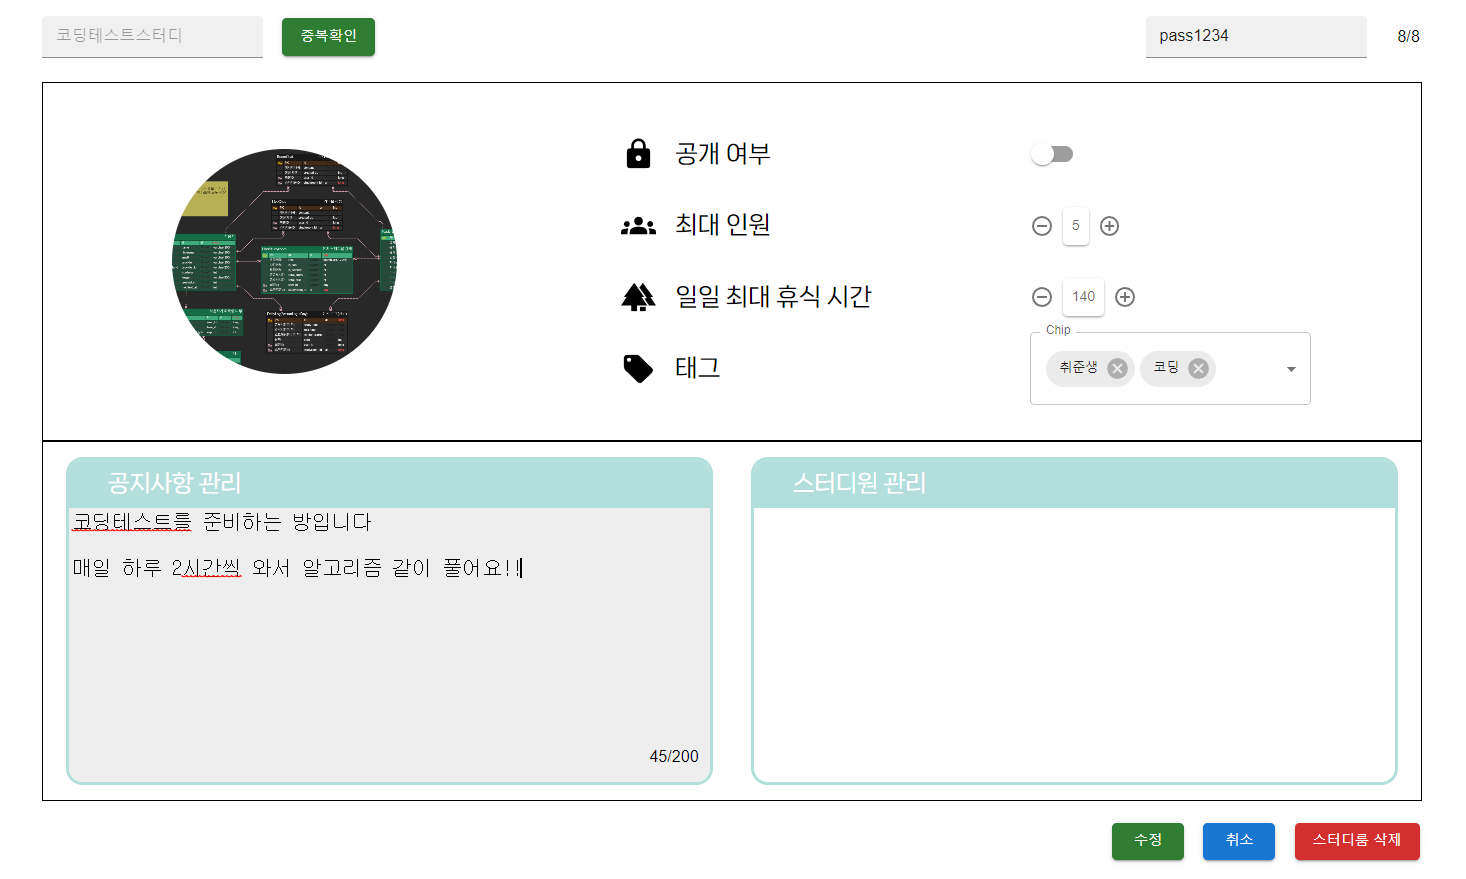 코딩테스트스터디
중복확인
pass1234
8/8
공개 여부
최대 인원
5
일일 최대 휴식 시간
140
Chip
태그
취준생
코딩
공지사항 관리
코딩테스트를 준비하는 방입니다
매일 하루 2시간씩 와서 알고리즘 같이 풀어요!!
45/200
스터디원 관리
수정
취소
스터디룸 삭제